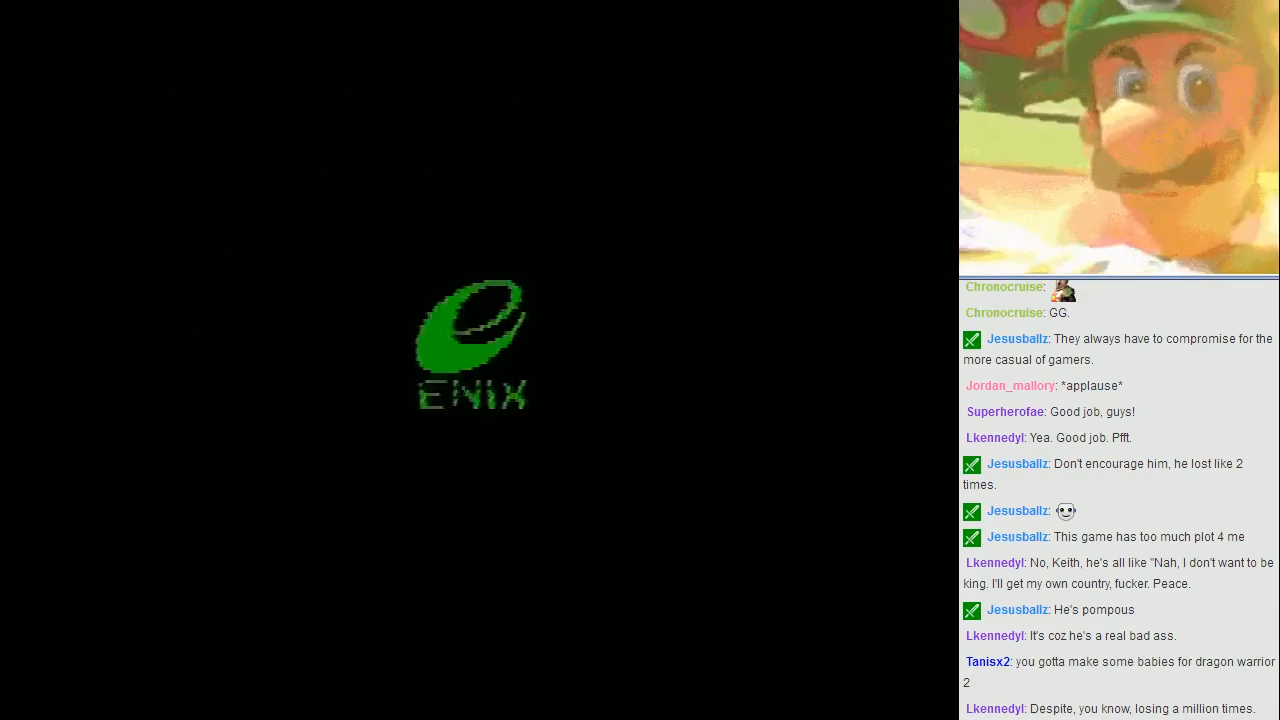 ENIX
Chronocruise:
Chronocruise: GG.
Jesusballz: They always have to compromise for the
more casual of gamers.
Jordan_mallory: *applause*
Superherofae: Good job, guys!
Lkennedyl: Yea. Good job. Pfft.
Jesusballz: Don't encourage him, he lost like 2
times.
Jesusballz:
Jesusballz: This game has too much plot 4 me
Lkennedyl: No, Keith, he's all like "Nah, I don't want to be
king. I'll get my own country, fucker. Peace.
Jesusballz: He's pompous
Lkennedyl: It's coz he's a real bad ass.
Tanisx2: you gotta make some babies for dragon warrior
2
Lkennedyl: Despite, you know, losing a million times.